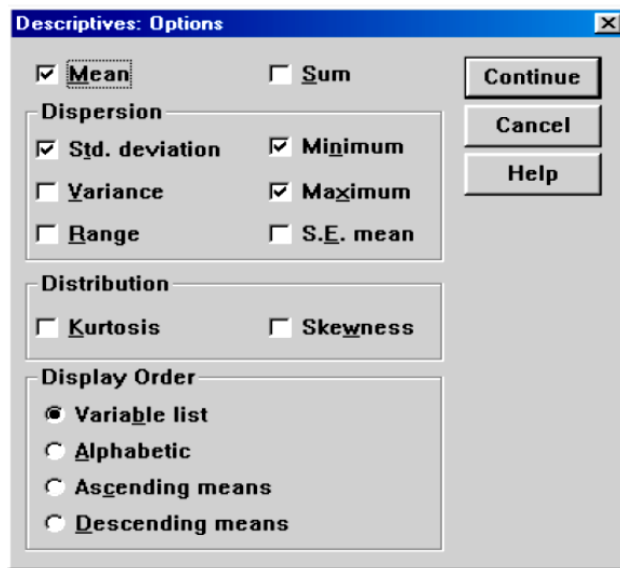 Descriptives: Options
Mean
Sum
Continue
Cancel
Help
Dispersion
Std. deviation
Minimum
Variance
Maximum
Range
S.E. mean
Distribution
Kurtosis
Skewness
Display Order
Variable list
Alphabetic
Ascending means
Descending means